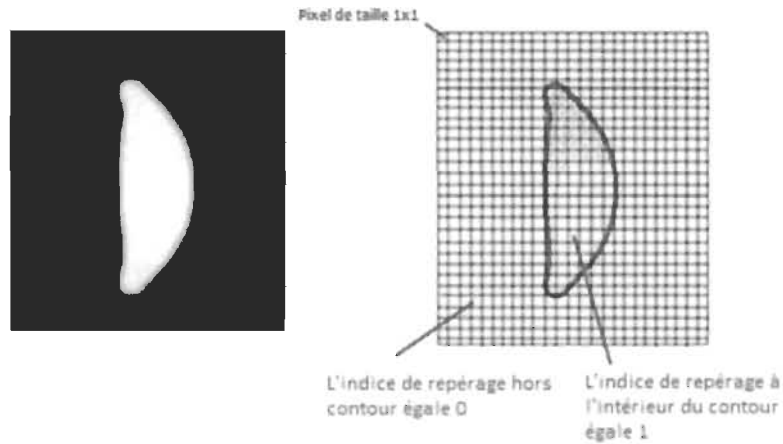 Pixel de taille 1x1
L'indice de repérage hors
contour égale 0
L'indice de repérage à
l'intérieur du contour
égale 1